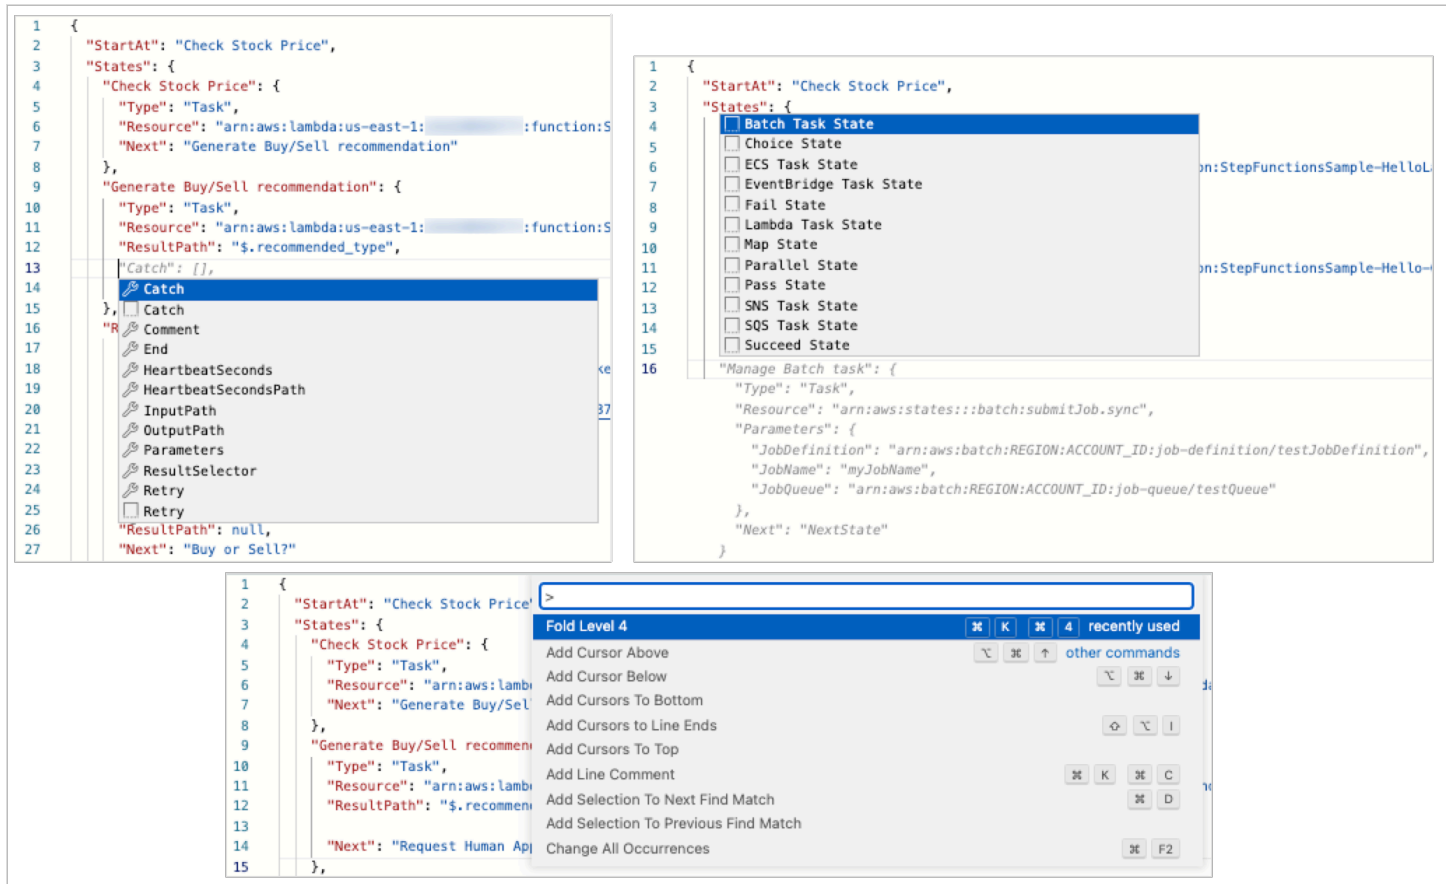 1 {
2 "StartAt": "Check Stock Price",
3 "States": {
4 "Check Stock Price": {
5 "Type": "Task",
6 "Resource": "arn:aws:lambda:us-east-1: :function:S
7 "Next": "Generate Buy/Sell recommendation"
8 },
9 "Generate Buy/Sell recommendation": {
10 "Type": "Task",
11 "Resource": "arn:aws:lambda:us-east-1: :function:S
12 "ResultPath": "$.recommended_type",
13 "Catch": [],
14 Catch
15 }, Catch
16 "R Comment
17 End
18 HeartbeatSeconds ke
19 HeartbeatSecondsPath
20 InputPath 37
21 OutputPath
22 Parameters
23 ResultSelector
24 Retry
25 Retry
26 "ResultPath": null,
27 "Next": "Buy or Sell?"
1 {
2 "StartAt": "Check Stock Price",
3 "States": {
4 Batch Task State
5 Choice State
6 ECS Task State on:StepFunctionsSample-HelloL
7 EventBridge Task State
8 Fail State
9 Lambda Task State
10 Map State
11 Parallel State on:StepFunctionsSample-Hello-
12 Pass State
13 SNS Task State
14 SQS Task State
15 Succeed State
16 "Manage Batch task": {
"Type": "Task",
"Resource": "arn:aws:states:::batch:submitJob.sync",
"Parameters": {
"JobDefinition": "arn:aws:batch:REGION:ACCOUNT_ID:job-definition/testJobDefinition",
"JobName": "myJobName",
"JobQueue": "arn:aws:batch:REGION:ACCOUNT_ID:job-queue/testQueue"
},
"Next": "NextState"
}
1 {
2 "StartAt": "Check Stock Price"
3 "States": {
4 "Check Stock Price": {
5 "Type": "Task",
6 "Resource": "arn:aws:lamb
7 "Next": "Generate Buy/Sel
8 },
9 "Generate Buy/Sell recommen
10 "Type": "Task",
11 "Resource": "arn:aws:lamb
12 "ResultPath": "$.recommen
13
14 "Next": "Request Human Ap
15 },
>
Fold Level 4 ⌘ K ⌘ 4 recently used
Add Cursor Above ⌥ ⌘ ↑ other commands
Add Cursor Below ⌥ ⌘ ↓
Add Cursors To Bottom
Add Cursors to Line Ends ⇧ ⌥ I
Add Cursors To Top
Add Line Comment ⌘ K ⌘ C
Add Selection To Next Find Match ⌘ D
Add Selection To Previous Find Match
Change All Occurrences ⌘ F2